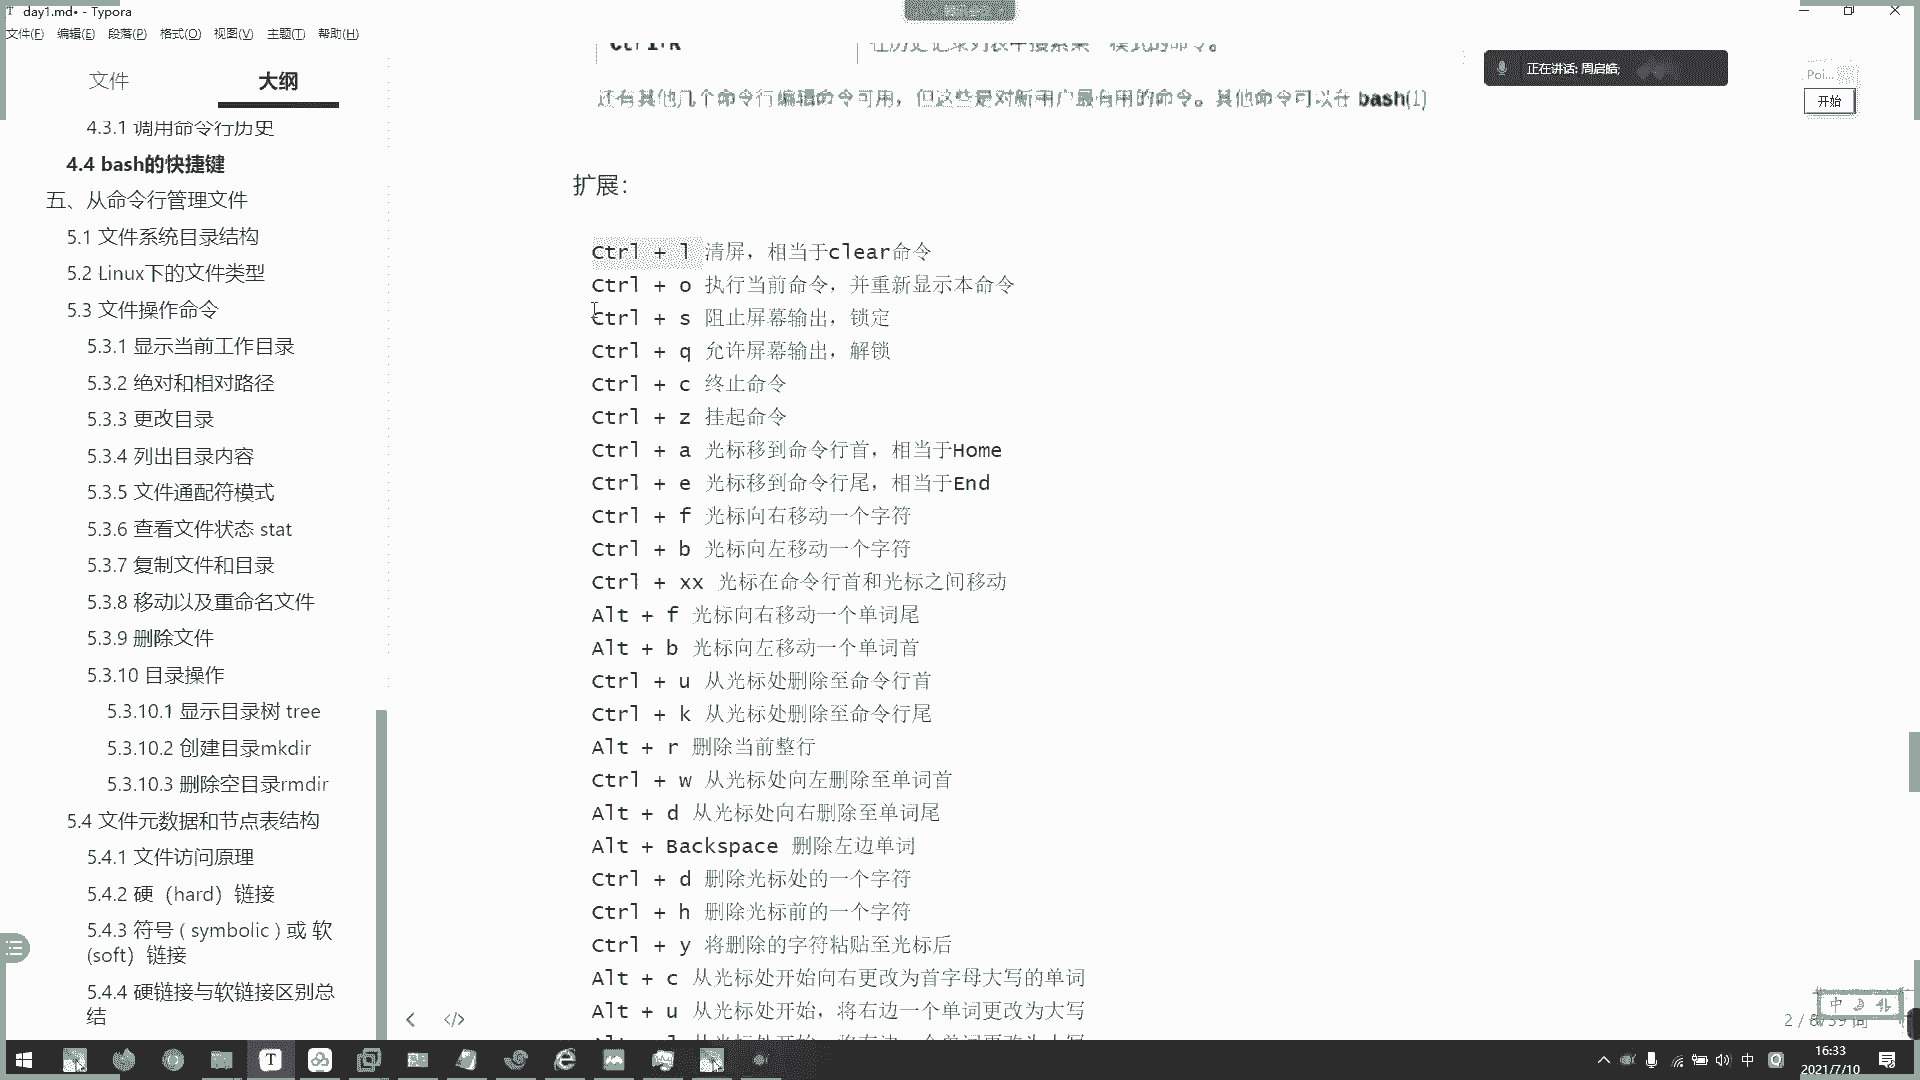 day1.md• - Typora
文件(F) 编辑(E) 段落(P) 格式(O) 视图(V) 主题(T) 帮助(H)
文件 大纲
4.3.1 调用命令行历史
4.4 bash的快捷键
五、从命令行管理文件
5.1 文件系统目录结构
5.2 Linux下的文件类型
5.3 文件操作命令
5.3.1 显示当前工作目录
5.3.2 绝对和相对路径
5.3.3 更改目录
5.3.4 列出目录内容
5.3.5 文件通配符模式
5.3.6 查看文件状态 stat
5.3.7 复制文件和目录
5.3.8 移动以及重命名文件
5.3.9 删除文件
5.3.10 目录操作
5.3.10.1 显示目录树 tree
5.3.10.2 创建目录mkdir
5.3.10.3 删除空目录rmdir
5.4 文件元数据和节点表结构
5.4.1 文件访问原理
5.4.2 硬（hard）链接
5.4.3 符号 ( symbolic ) 或 软
(soft）链接
5.4.4 硬链接与软链接区别总
结
Ctrl+R 在历史记录列表中搜索某一模式的命令。
还有其他几个命令行编辑命令可用，但这些是对新用户最有用的命令。其他命令可以在 bash(1)
正在讲话: 周启皓;
Poi...
开始
扩展：
Ctrl + l 清屏，相当于clear命令
Ctrl + o 执行当前命令，并重新显示本命令
Ctrl + s 阻止屏幕输出，锁定
Ctrl + q 允许屏幕输出，解锁
Ctrl + c 终止命令
Ctrl + z 挂起命令
Ctrl + a 光标移到命令行首，相当于Home
Ctrl + e 光标移到命令行尾，相当于End
Ctrl + f 光标向右移动一个字符
Ctrl + b 光标向左移动一个字符
Ctrl + xx 光标在命令行首和光标之间移动
Alt + f 光标向右移动一个单词尾
Alt + b 光标向左移动一个单词首
Ctrl + u 从光标处删除至命令行首
Ctrl + k 从光标处删除至命令行尾
Alt + r 删除当前整行
Ctrl + w 从光标处向左删除至单词首
Alt + d 从光标处向右删除至单词尾
Alt + Backspace 删除左边单词
Ctrl + d 删除光标处的一个字符
Ctrl + h 删除光标前的一个字符
Ctrl + y 将删除的字符粘贴至光标后
Alt + c 从光标处开始向右更改为首字母大写的单词
Alt + u 从光标处开始，将右边一个单词更改为大写
中
16:33
2021/7/10